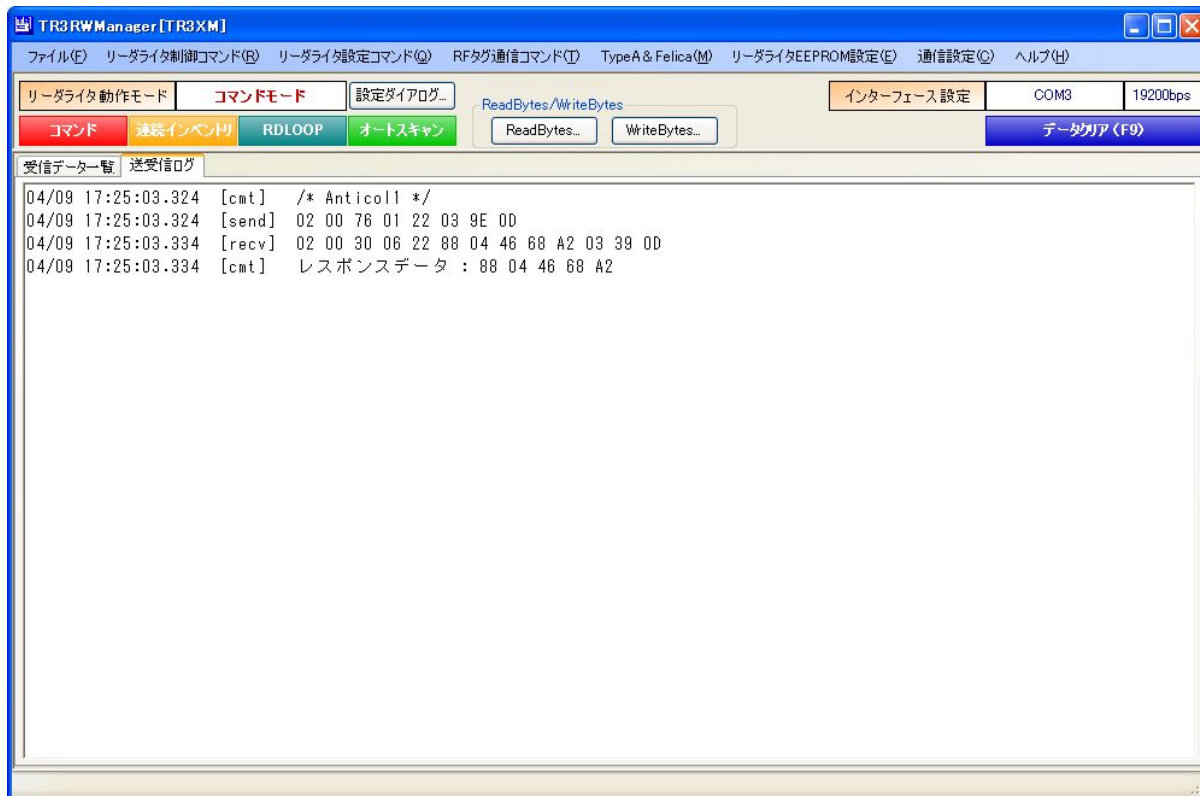 TR3RWManager[TR3XM]
ファイル(F) リーダライタ制御コマンド(R) リーダライタ設定コマンド(Q) RFタグ通信コマンド(T) TypeA&Felica(M) リーダライタEEPROM設定(E) 通信設定(C) ヘルプ(H)
リーダライタ動作モード コマンドモード 設定ダイアログ... ReadBytes/WriteBytes インターフェース設定 COM3 19200bps
コマンド 連続インベントリ RDLOOP オートスキャン ReadBytes... WriteBytes... データクリア(F9)
受信データ一覧 送受信ログ
04/09 17:25:03.324 [cmt] /* Anticol1 */
04/09 17:25:03.324 [send] 02 00 76 01 22 03 9E 0D
04/09 17:25:03.334 [recv] 02 00 30 06 22 88 04 46 68 A2 03 39 0D
04/09 17:25:03.334 [cmt] レスポンスデータ : 88 04 46 68 A2